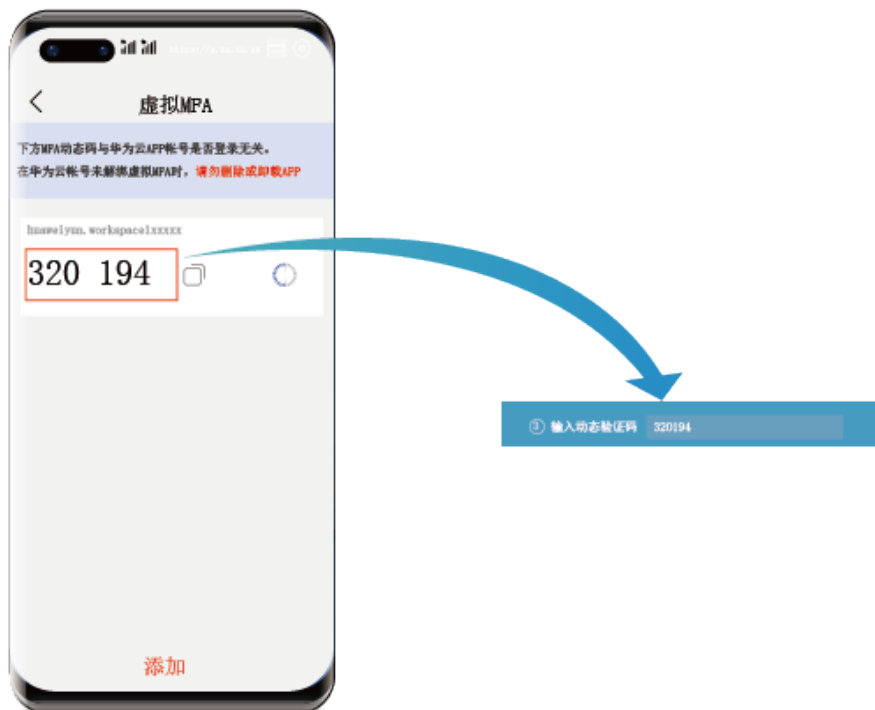 虚拟MFA
下方MFA动态码与华为云APP帐号是否登录无关。
在华为云帐号未解绑虚拟MFA时，请勿删除或卸载APP
huaweiyun.workspacelxxxxx
320 194
③ 输入动态验证码 320194
添加